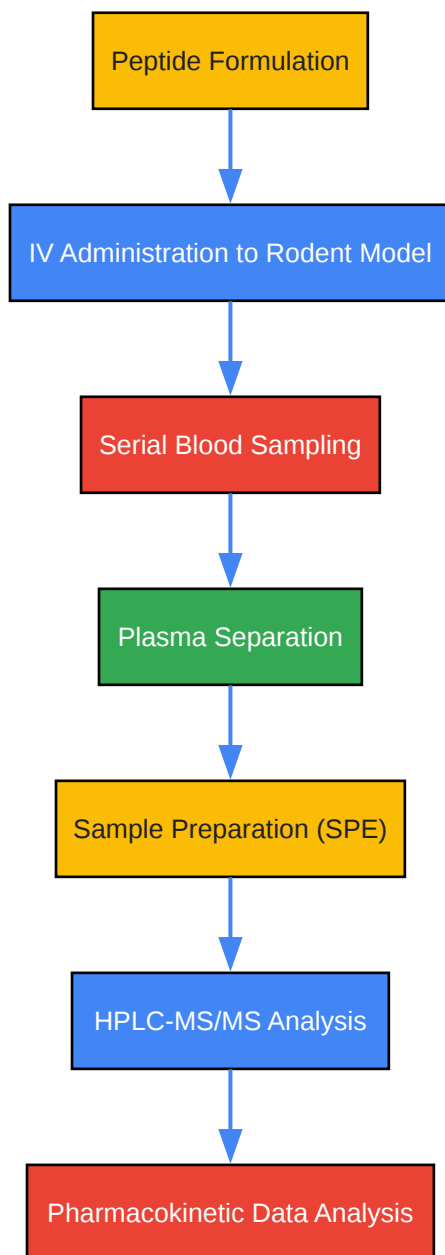 Peptide Formulation
IV Administration to Rodent Model
Serial Blood Sampling
Plasma Separation
Sample Preparation (SPE)
HPLC-MS/MS Analysis
Pharmacokinetic Data Analysis